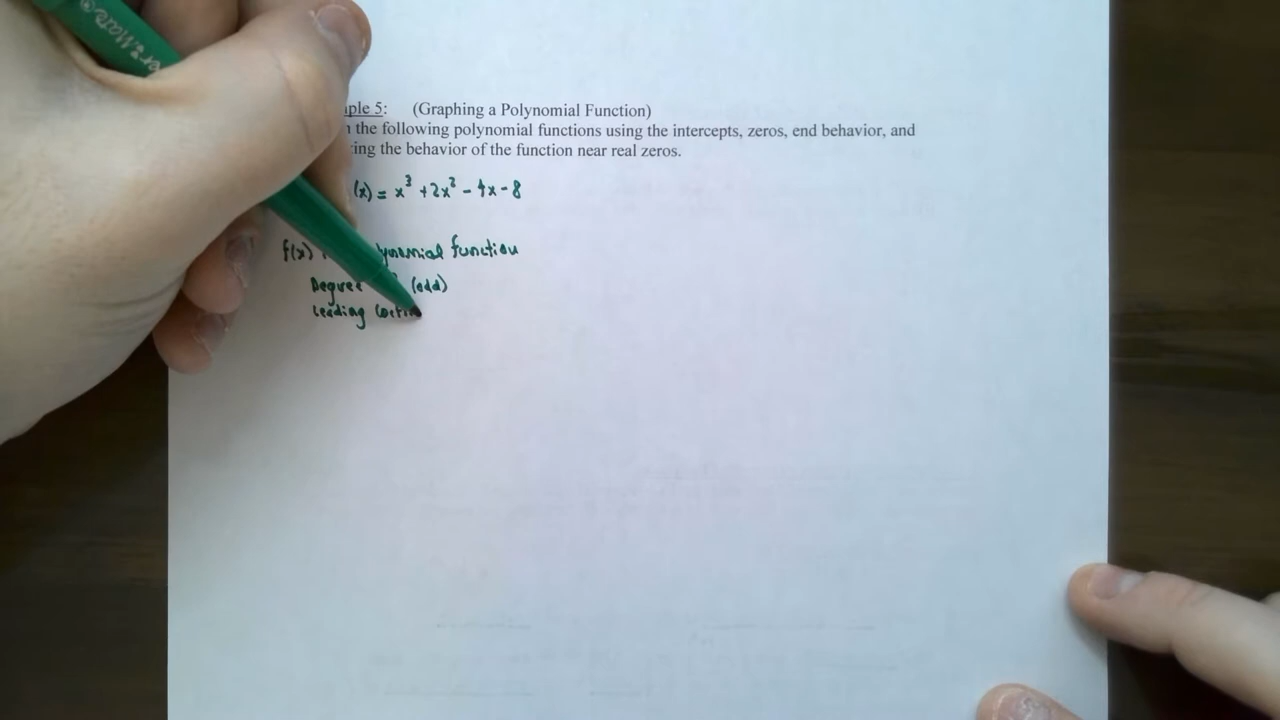 ple 5: (Graphing a Polynomial Function)
the following polynomial functions using the intercepts, zeros, end behavior, and
ing the behavior of the function near real zeros.
(x) = x³ + 2x² - 4x - 8
f(x) ynomial function
Degree (odd)
Leading